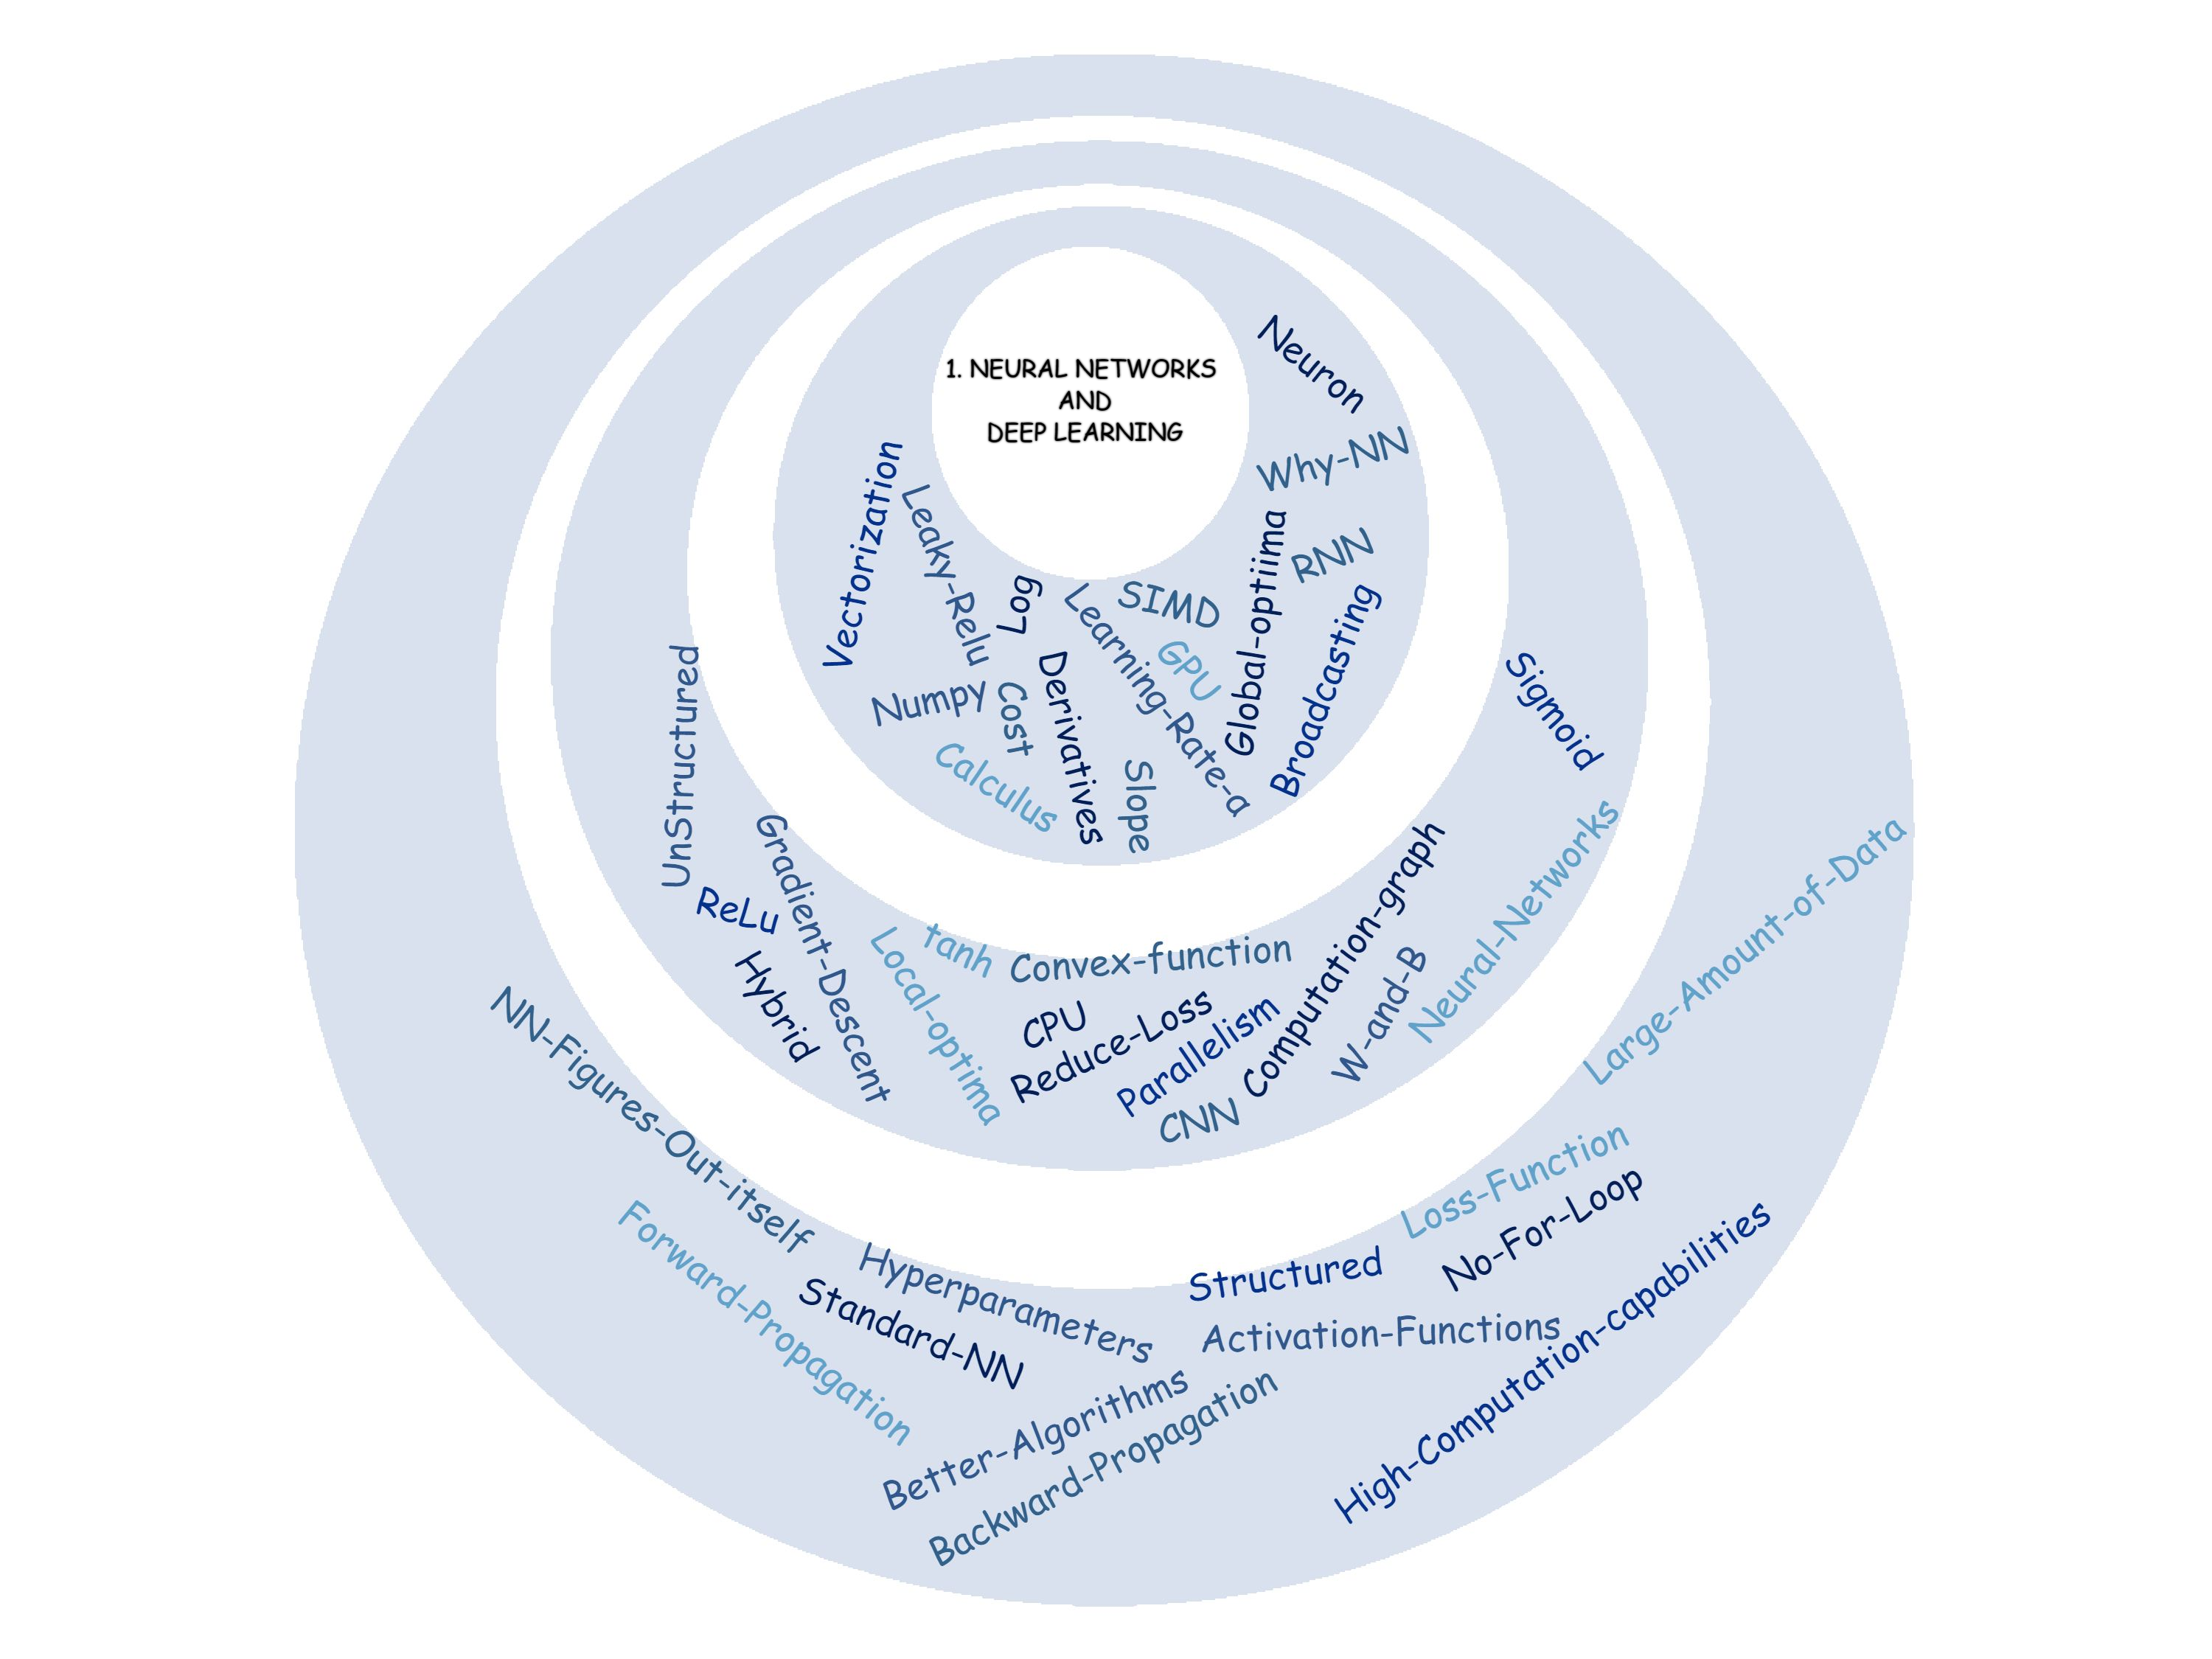 1. NEURAL NETWORKS
AND
DEEP LEARNING
Neuron
Why-NN
Vectorization
Leaky-Relu
Global-optiima
RNN
Log
SIMD
Learning-Rate-a
GPU
Broadcasting
Numpy
Cost
Derivatives
Calculus
Slope
UnStructured
Sigmoid
Gradient-Descent
ReLu
Hybrid
tanh
Local-optima
Convex-function
CPU
Reduce-Loss
Parallelism
CNN
Computation-graph
W-and-B
Neural-Networks
Large-Amount-of-Data
NN-Figures-Out-itself
Forward-Propagation
Hyperparameters
Standard-NN
Structured
Loss-Function
No-For-Loop
Activation-Functions
High-Computation-capabilities
Better-Algorithms
Backward-Propagation